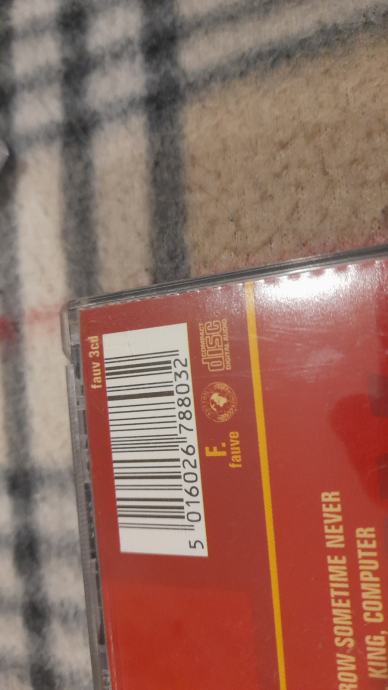 fauv 3cd
5 016026 788032
COMPACT
disc
DIGITAL AUDIO
F.
fauve
ROW-SOMETIME NEVER
KING, COMPUTER